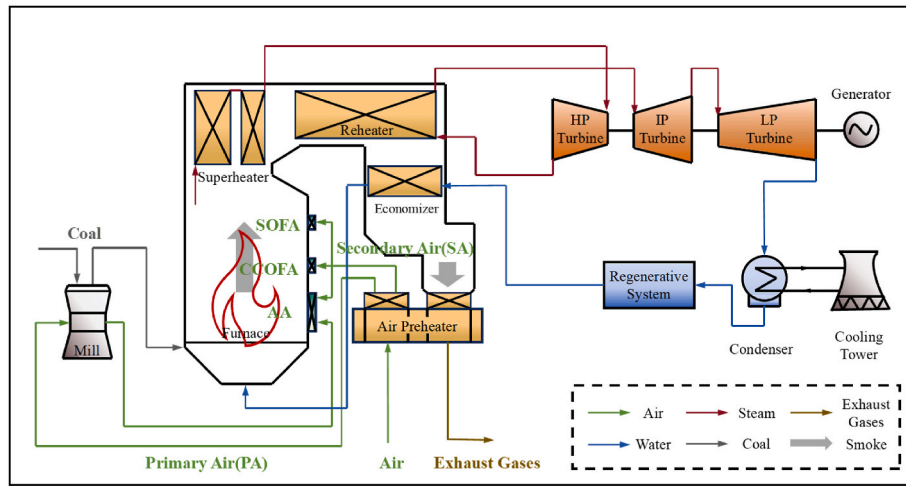 Generator
HP
Turbine
IP
Turbine
LP
Turbine
Reheater
Superheater
Economizer
SOFA
Coal
Secondary Air(SA)
CCOFA
Regenerative
System
AA
Furnace
Air Preheater
Mill
Condenser
Cooling
Tower
Primary Air(PA)
Air
Exhaust Gases
Air
Steam
Exhaust
Gases
Water
Coal
Smoke